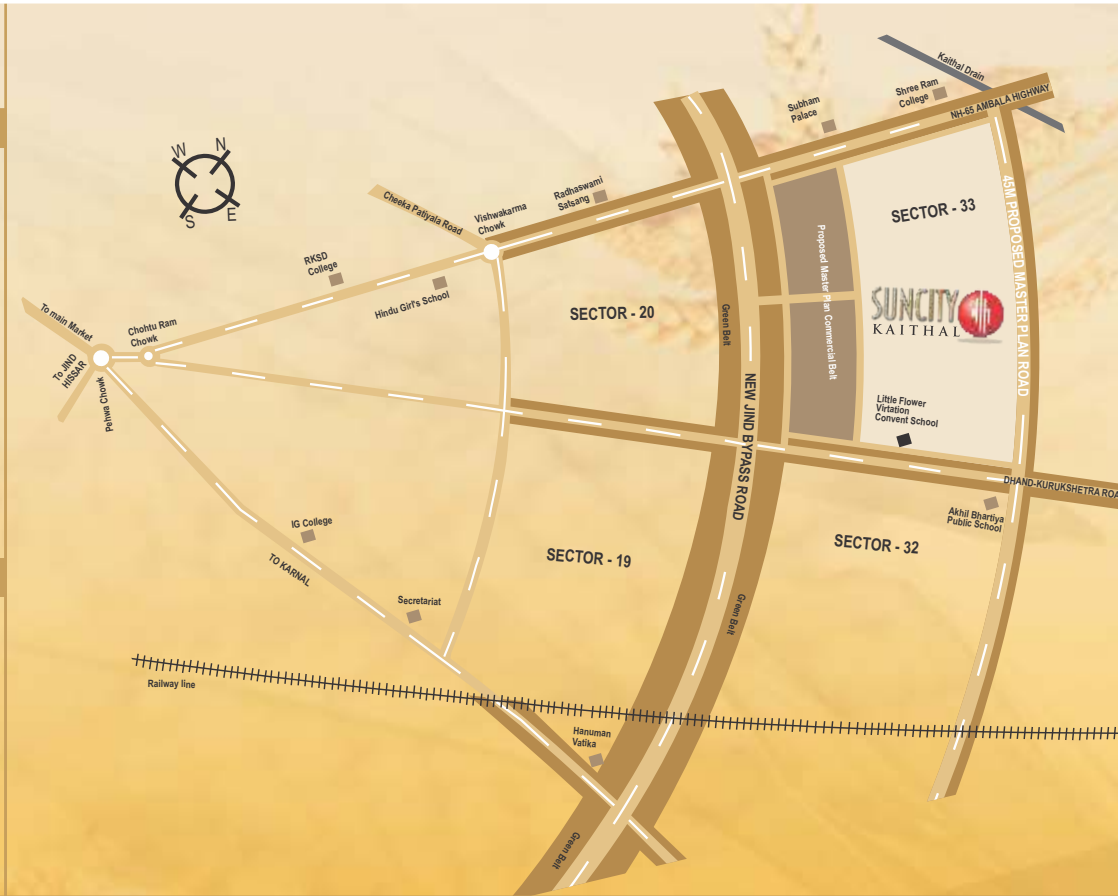 Kaithal Drain
Shree Ram
College
NH-65 AMBALA HIGHWAY
Subham
Palace
W
N
S
E
Cheeka Patiyala Road
Vishwakarma
Chowk
Radhaswami
Satsang
45M PROPOSED MASTER PLAN ROAD
SECTOR - 33
RKSD
College
Hindu Girl's School
SECTOR - 20
Green Belt
Proposed Master Plan Commercial Belt
SUNCITY
KAITHAL
To main Market
Chohtu Ram
Chowk
To JIND
HISSAR
Pehwa Chowk
NEW JIND BYPASS ROAD
Little Flower
Virtation
Convent School
DHAND-KURUKSHETRA ROA
Akhil Bhartiya
Public School
IG College
TO KARNAL
SECTOR - 19
SECTOR - 32
Secretariat
Green Belt
Railway line
Hanuman
Vatika
Green Belt